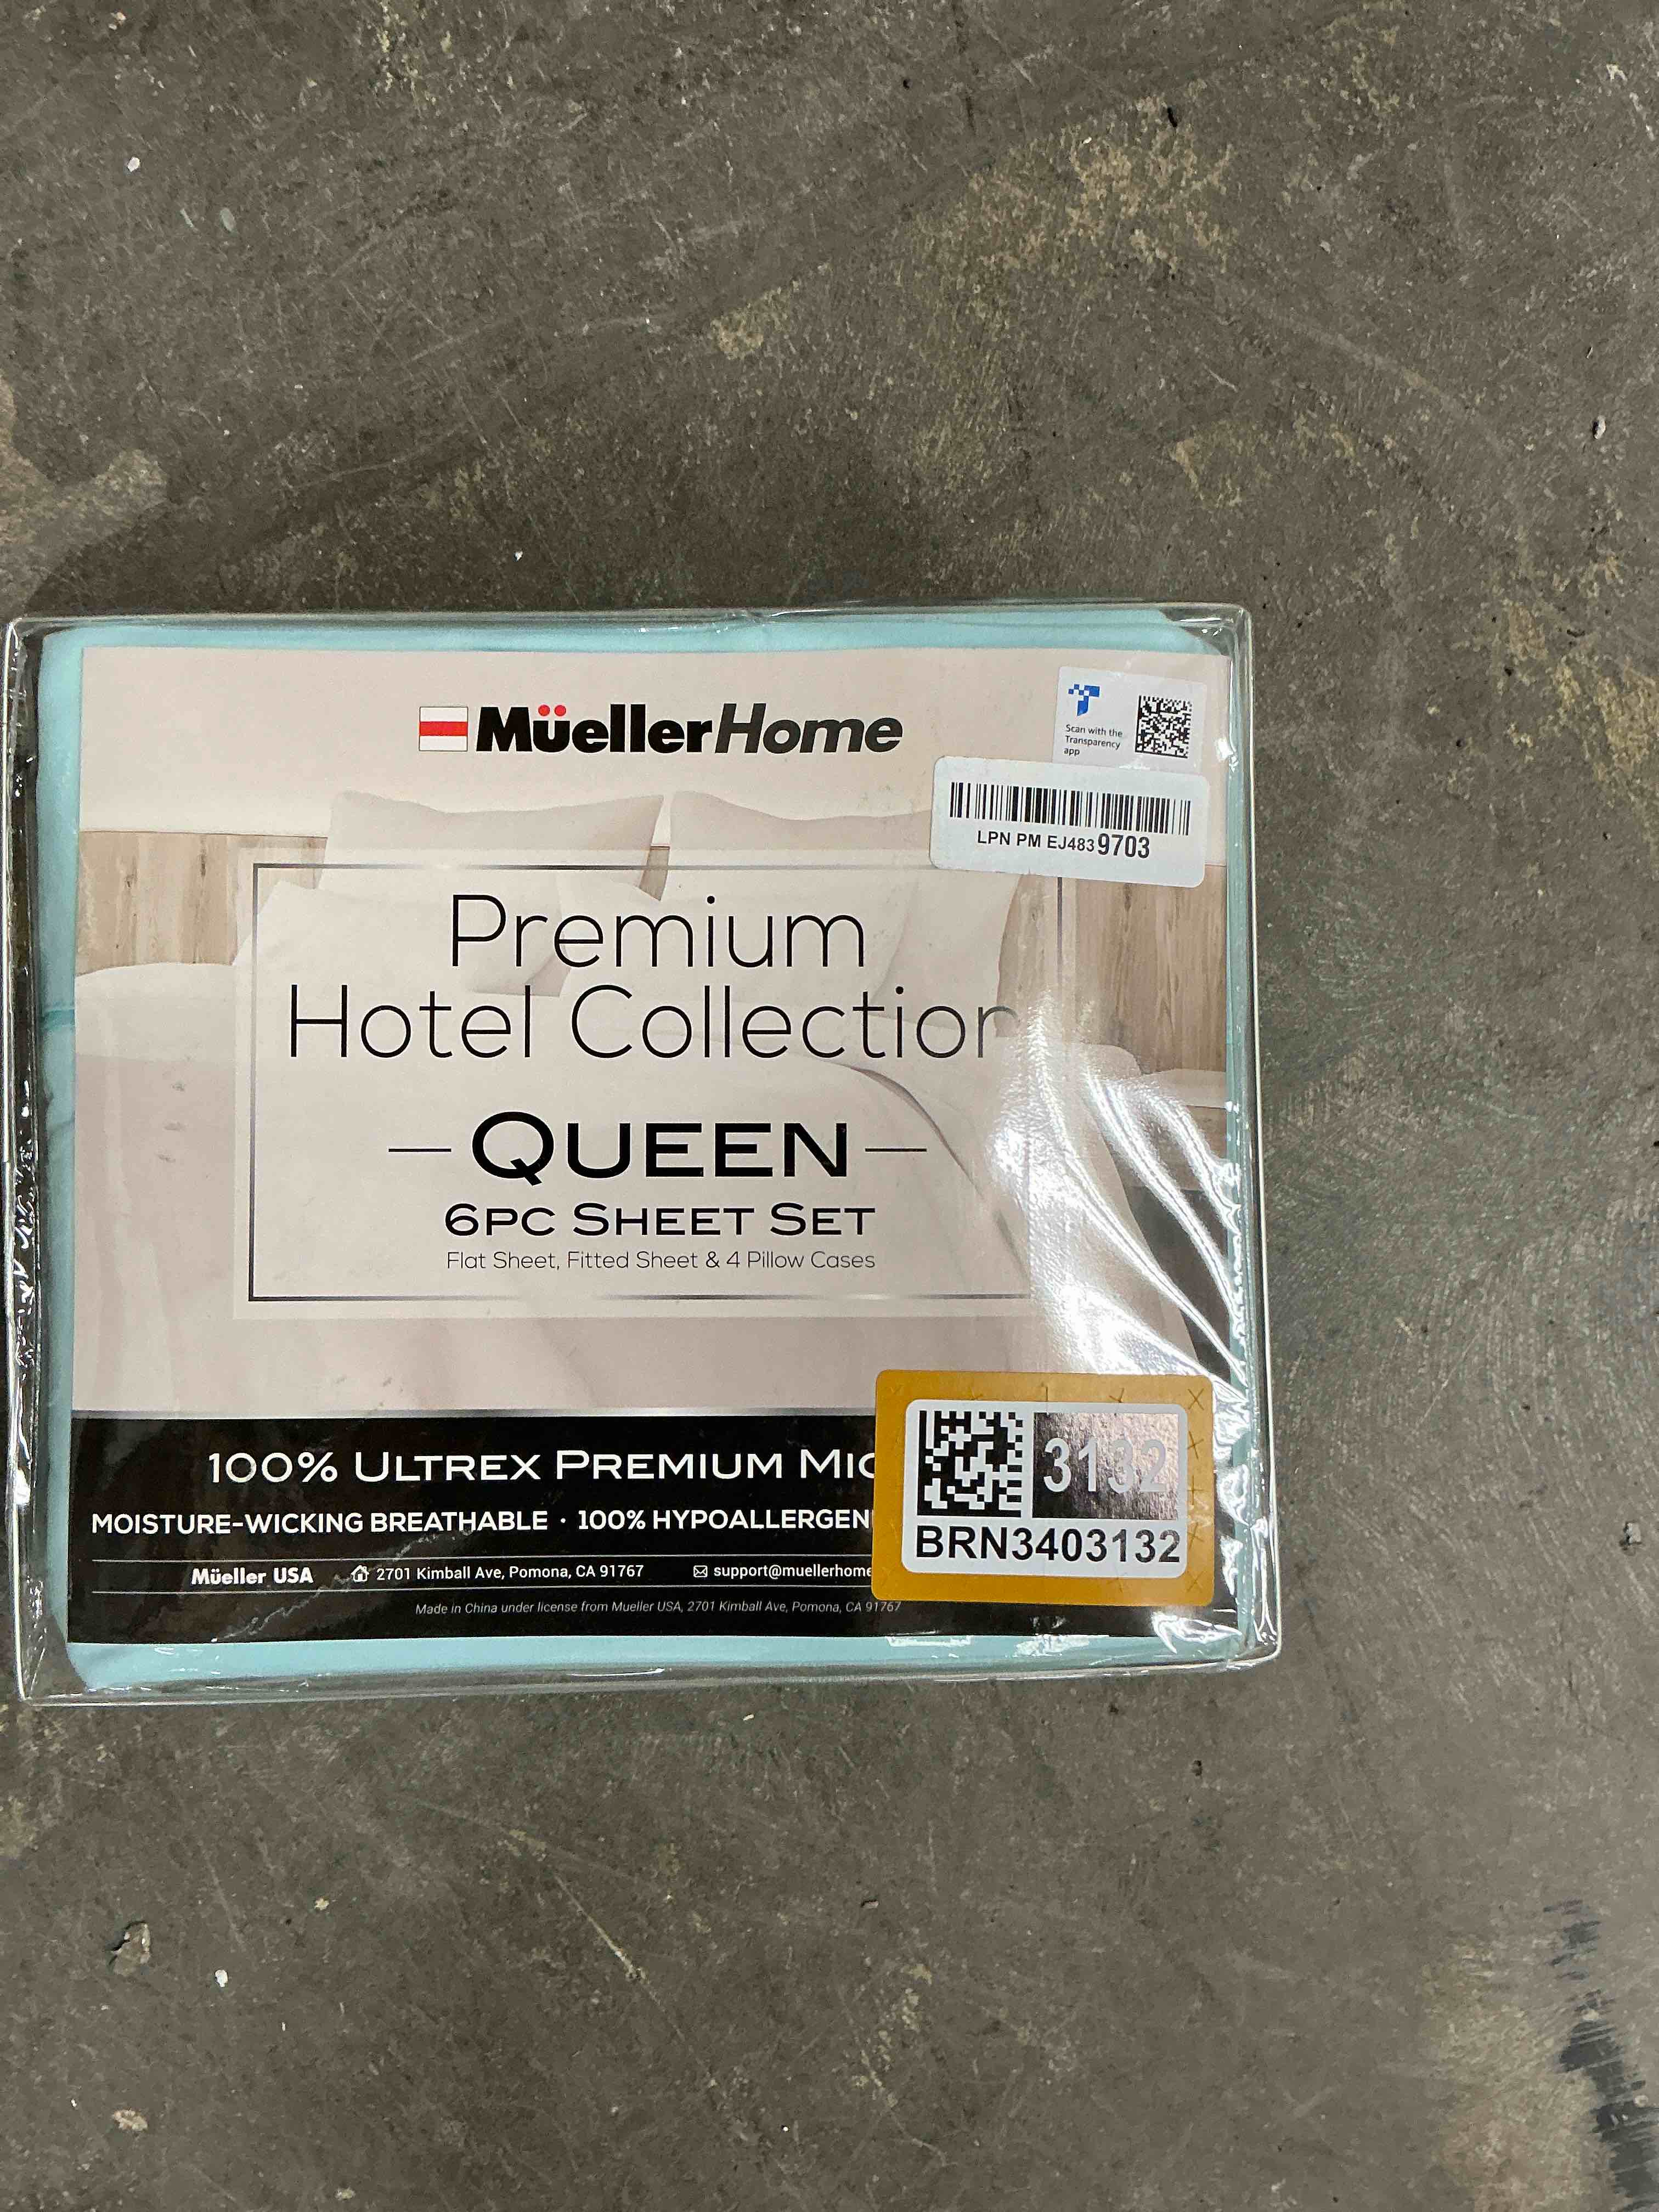 MüellerHome
Scan with the
Transparency
app
LPN PM EJ4839703
Premium
Hotel Collection
QUEEN
6PC SHEET SET
Flat Sheet, Fitted Sheet & 4 Pillow Cases
100% ULTREX PREMIUM
MOISTURE-WICKING BREATHABLE · 100%
3132
BRN3403132
Müeller USA 2701 Kimball Ave, Pomona, CA 91767 support@muellerhome
Made in China under license from Mueller USA, 2701 Kimball Ave, Pomona, CA 91767